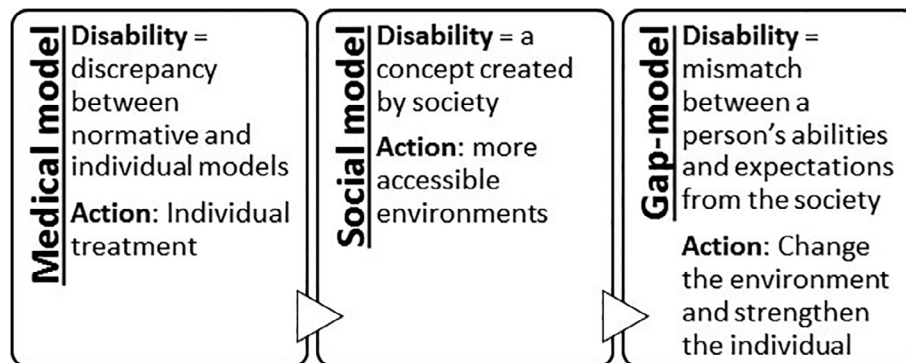 Medical model
Disability =
discrepancy
between
normative and
individual models
Action: Individual
treatment
Social model
Disability = a
concept created
by society
Action: more
accessible
environments
Gap-model
Disability =
mismatch
between a
person's abilities
and expectations
from the society
Action: Change
the environment
and strengthen
the individual